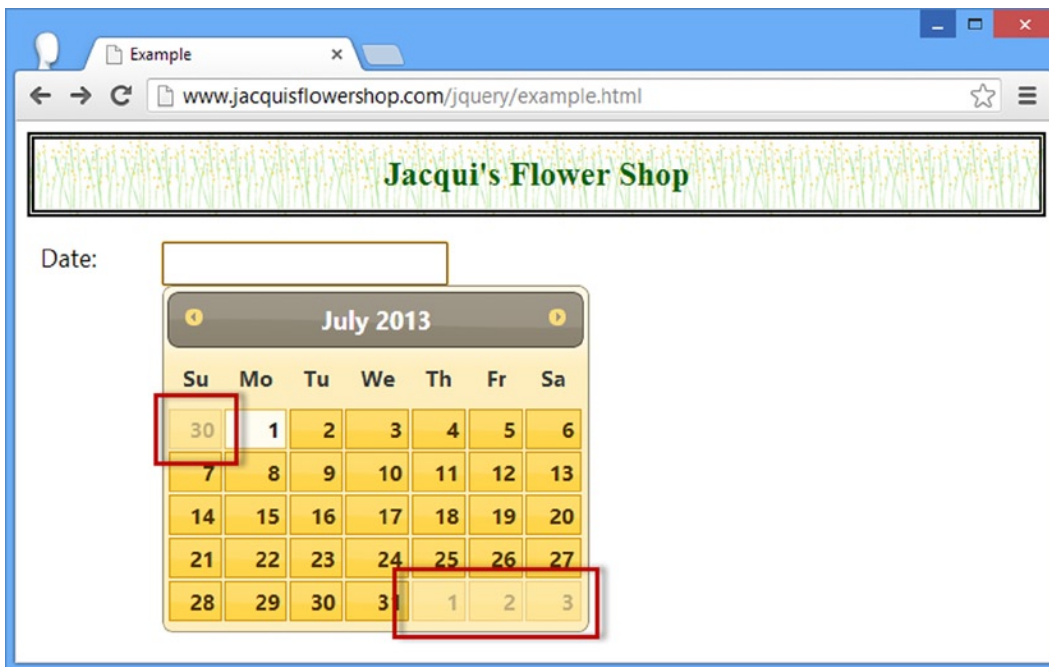 Example
www.jacquisflowershop.com/jquery/example.html
Jacqui's Flower Shop
Date:
July 2013
Su Mo Tu We Th Fr Sa
30 1 2 3 4 5 6
7 8 9 10 11 12 13
14 15 16 17 18 19 20
21 22 23 24 25 26 27
28 29 30 31 1 2 3